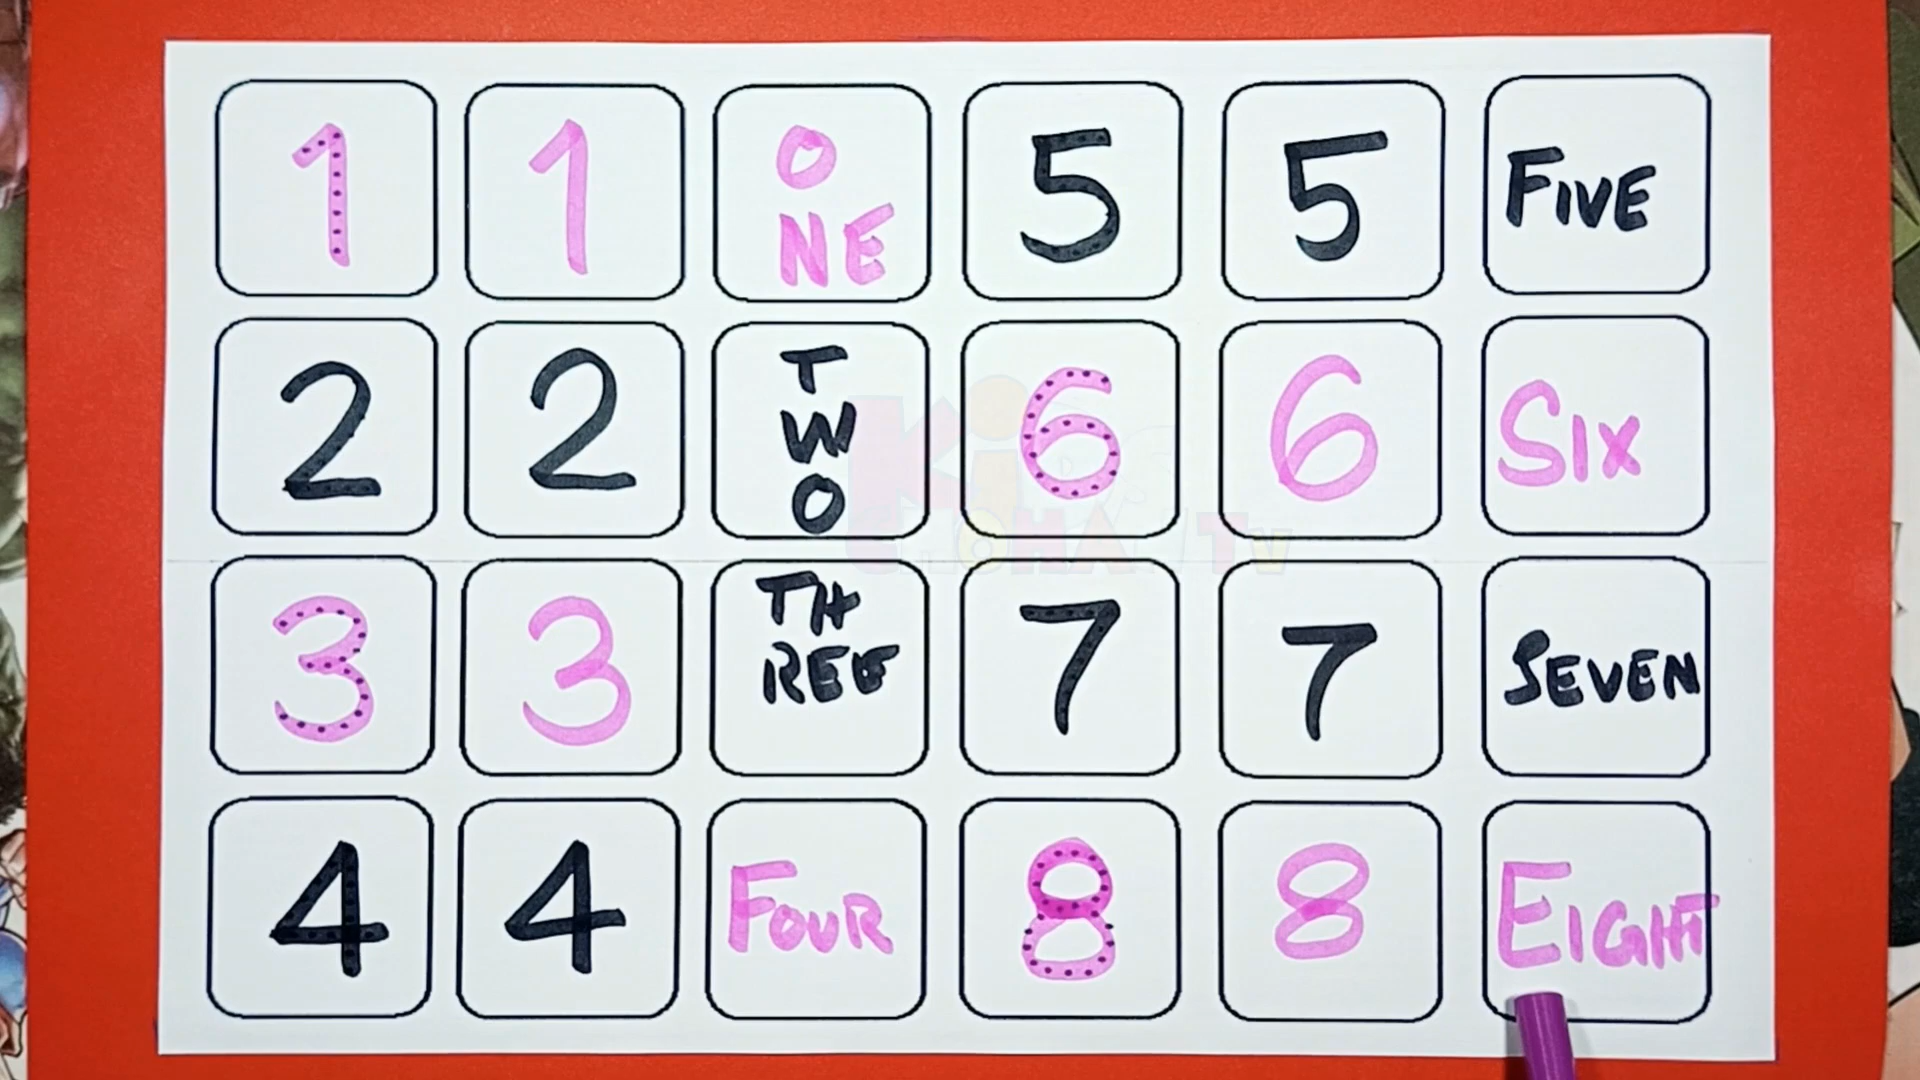 1 1 O NE 5 5 FIVE
2 2 T W O 6 6 SIX
3 3 TH REE 7 7 SEVEN
4 4 FOUR 8 8 EIGHT